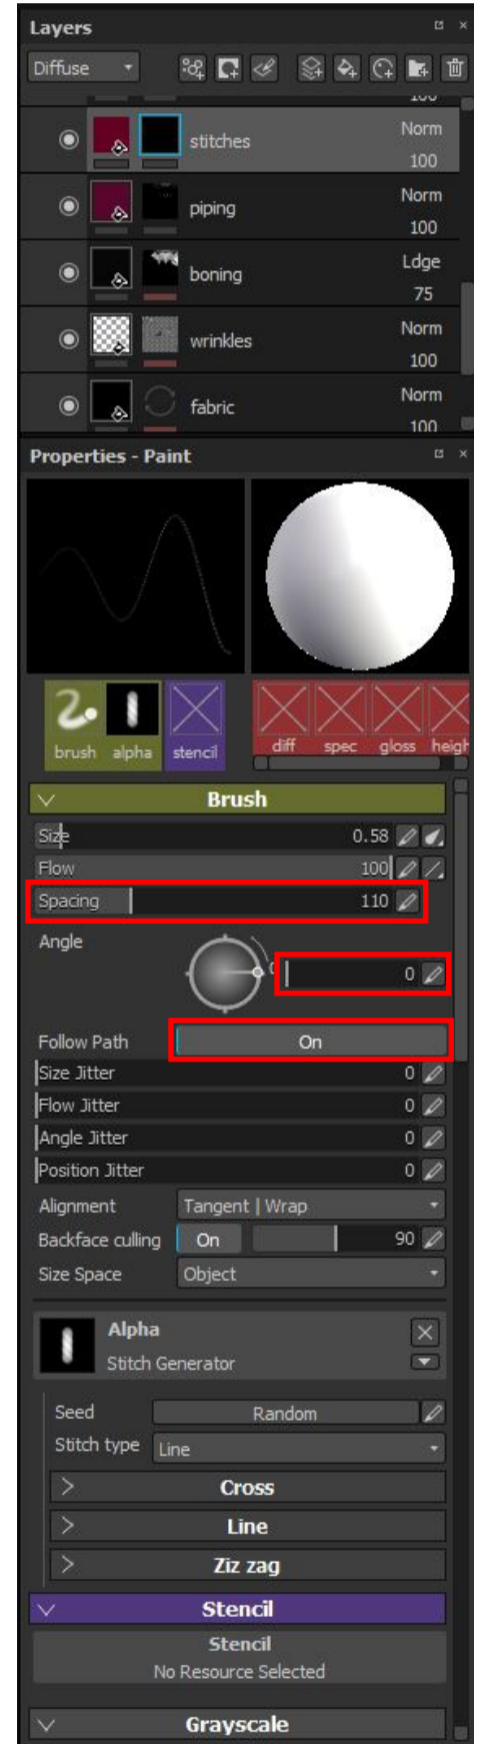 Layers
Diffuse
100
stitches Norm
100
piping Norm
100
boning Ldge
75
wrinkles Norm
100
fabric Norm
100
Properties - Paint
brush alpha stencil diff spec gloss heigh
Brush
Size 0.58
Flow 100
Spacing 110
Angle 0
0
Follow Path On
Size Jitter 0
Flow Jitter 0
Angle Jitter 0
Position Jitter 0
Alignment Tangent | Wrap
Backface culling On 90
Size Space Object
Alpha
Stitch Generator
Seed Random
Stitch type Line
Cross
Line
Ziz zag
Stencil
Stencil
No Resource Selected
Grayscale